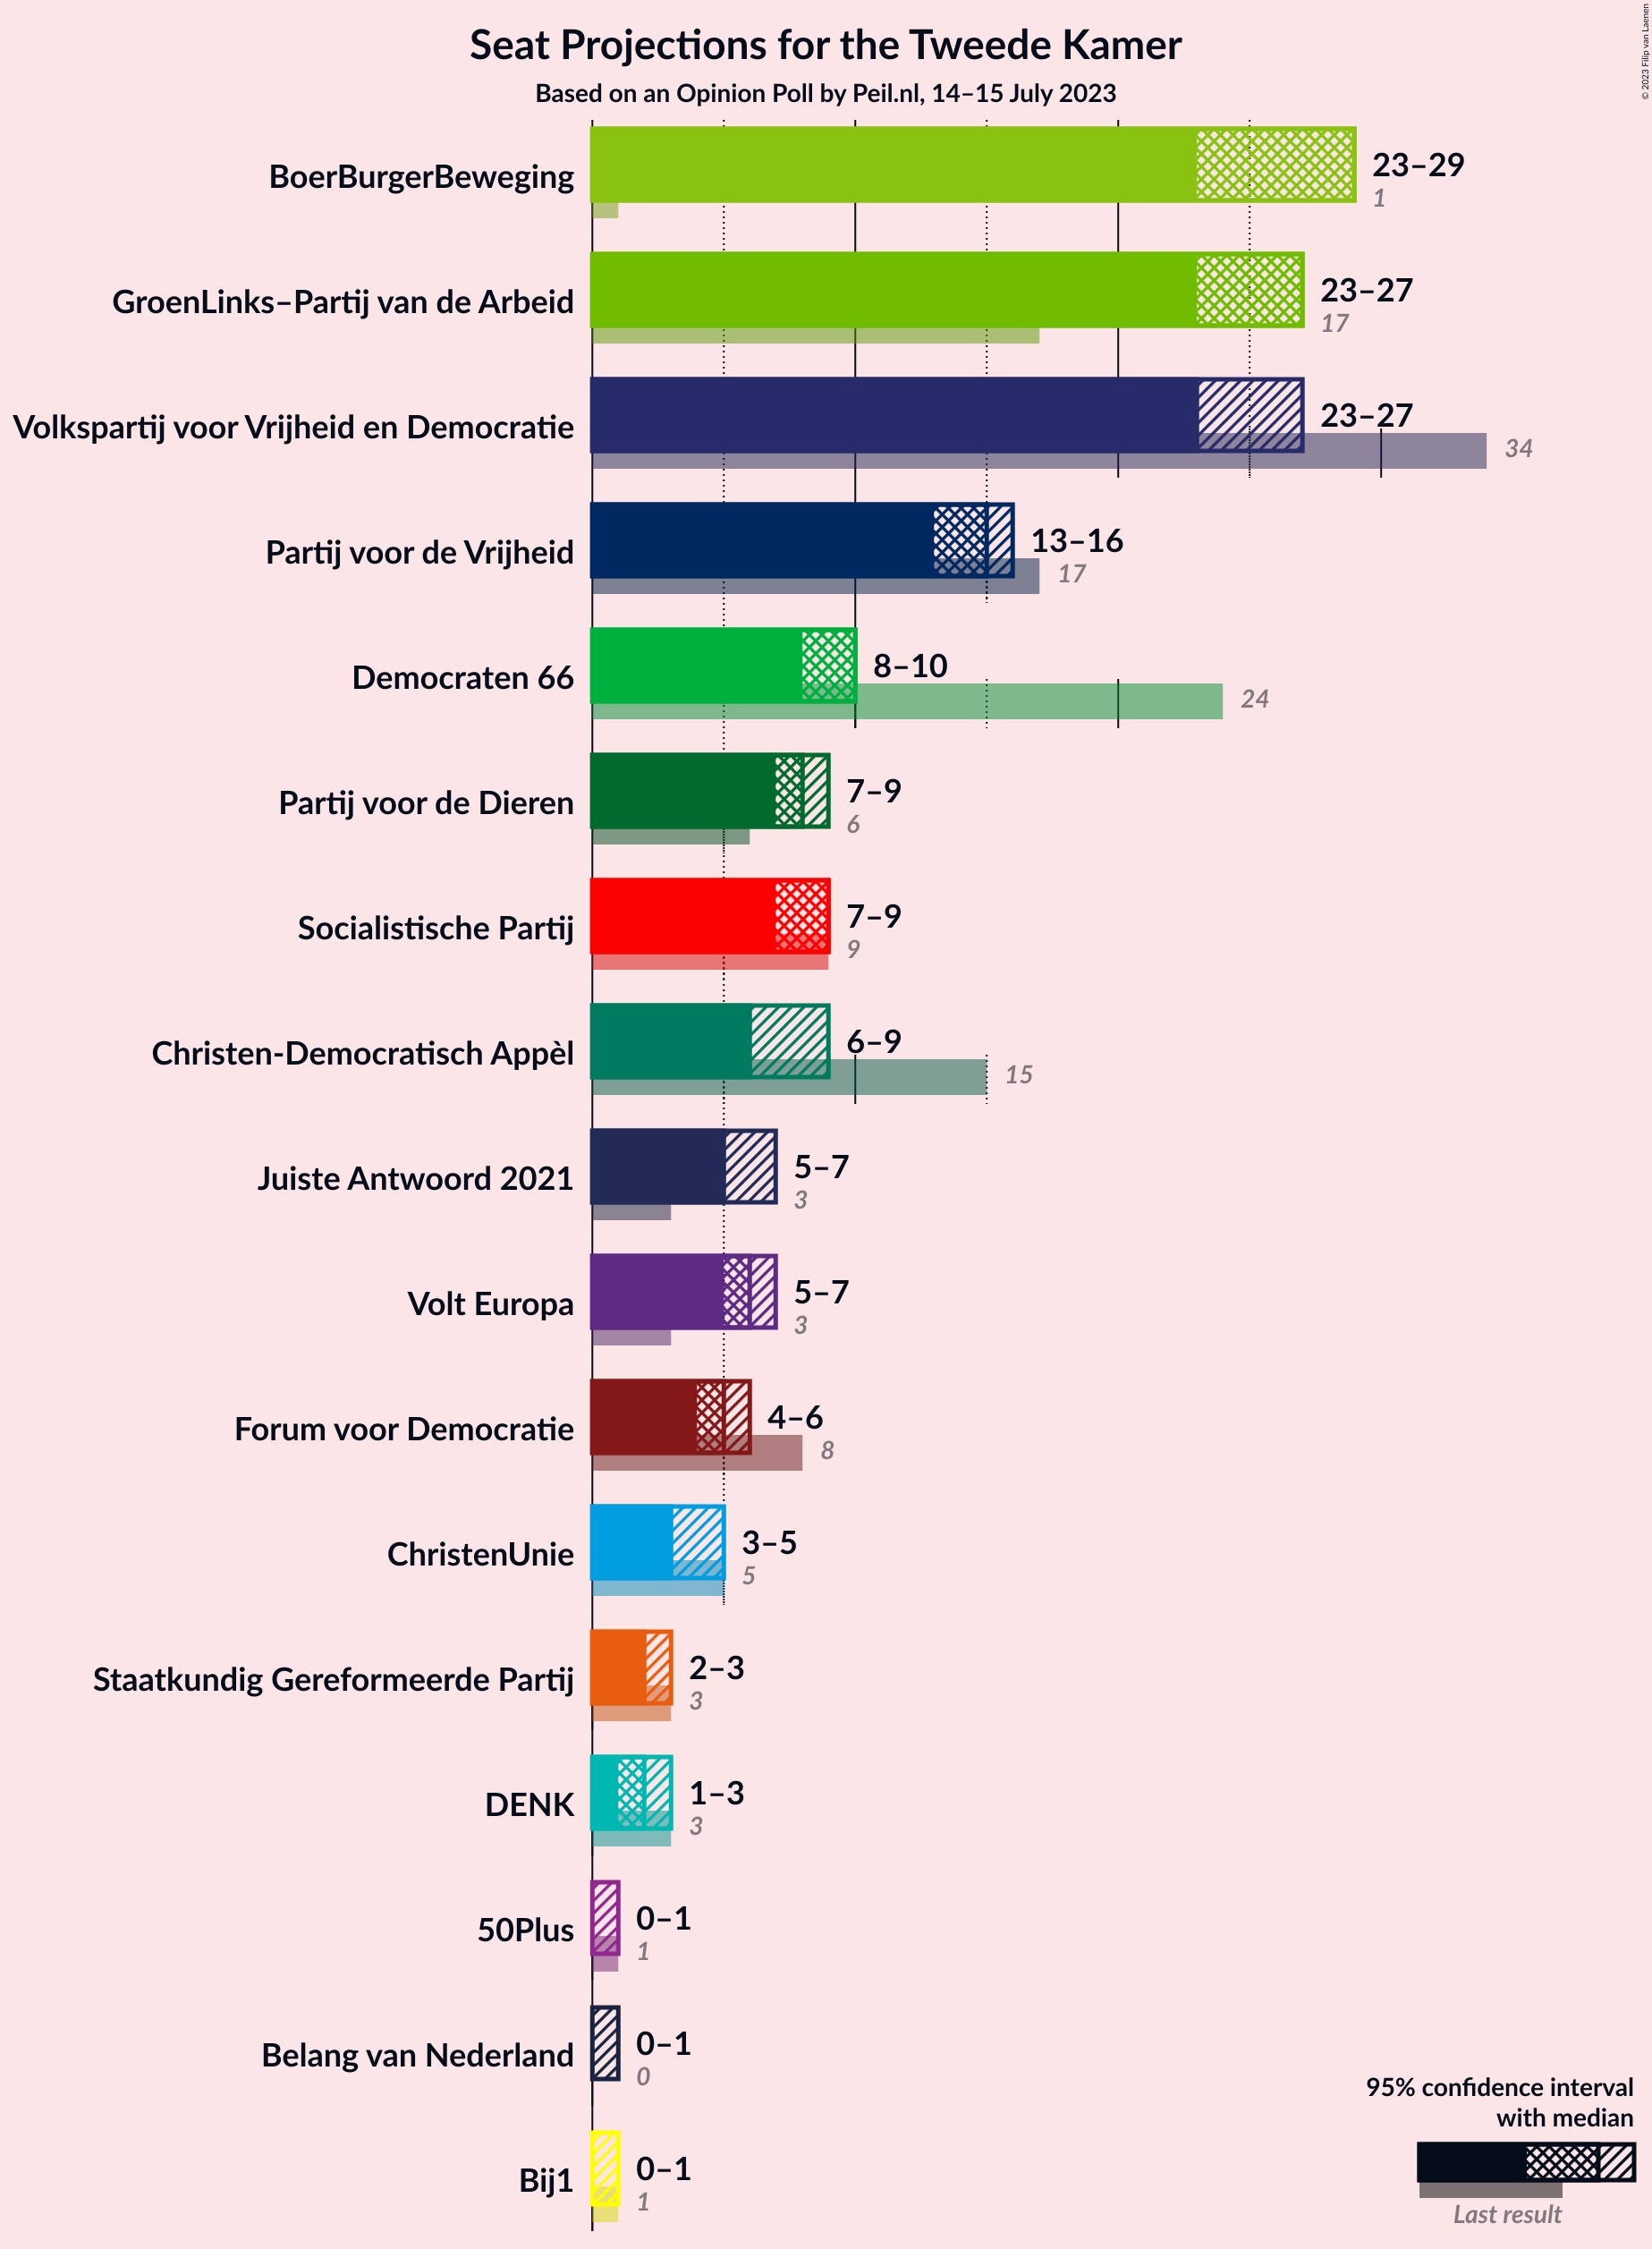 Seat Projections for the Tweede Kamer
Based on an Opinion Poll by Peil.nl, 14–15 July 2023
© 2023 Filip van Laenen
BoerBurgerBeweging
23–29
1
GroenLinks–Partij van de Arbeid
23–27
17
Volkspartij voor Vrijheid en Democratie
23–27
34
Partij voor de Vrijheid
13–16
17
Democraten 66
8–10
24
Partij voor de Dieren
7–9
6
Socialistische Partij
7–9
9
Christen-Democratisch Appèl
6–9
15
Juiste Antwoord 2021
5–7
3
Volt Europa
5–7
3
Forum voor Democratie
4–6
8
ChristenUnie
3–5
5
Staatkundig Gereformeerde Partij
2–3
3
DENK
1–3
3
50Plus
0–1
1
Belang van Nederland
0–1
0
Bij1
0–1
1
95% confidence interval
with median
Last result